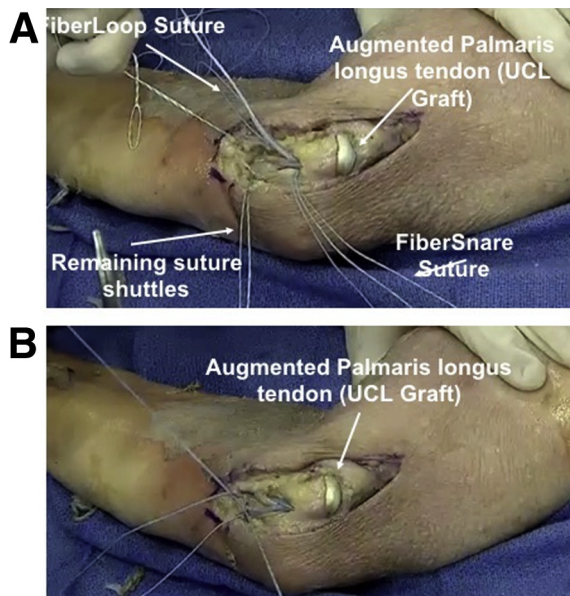 A
FiberLoop Suture
Augmented Palmaris
longus tendon (UCL
Graft)
Remaining suture
shuttles
FiberSnare
Suture
B
Augmented Palmaris longus
tendon (UCL Graft)